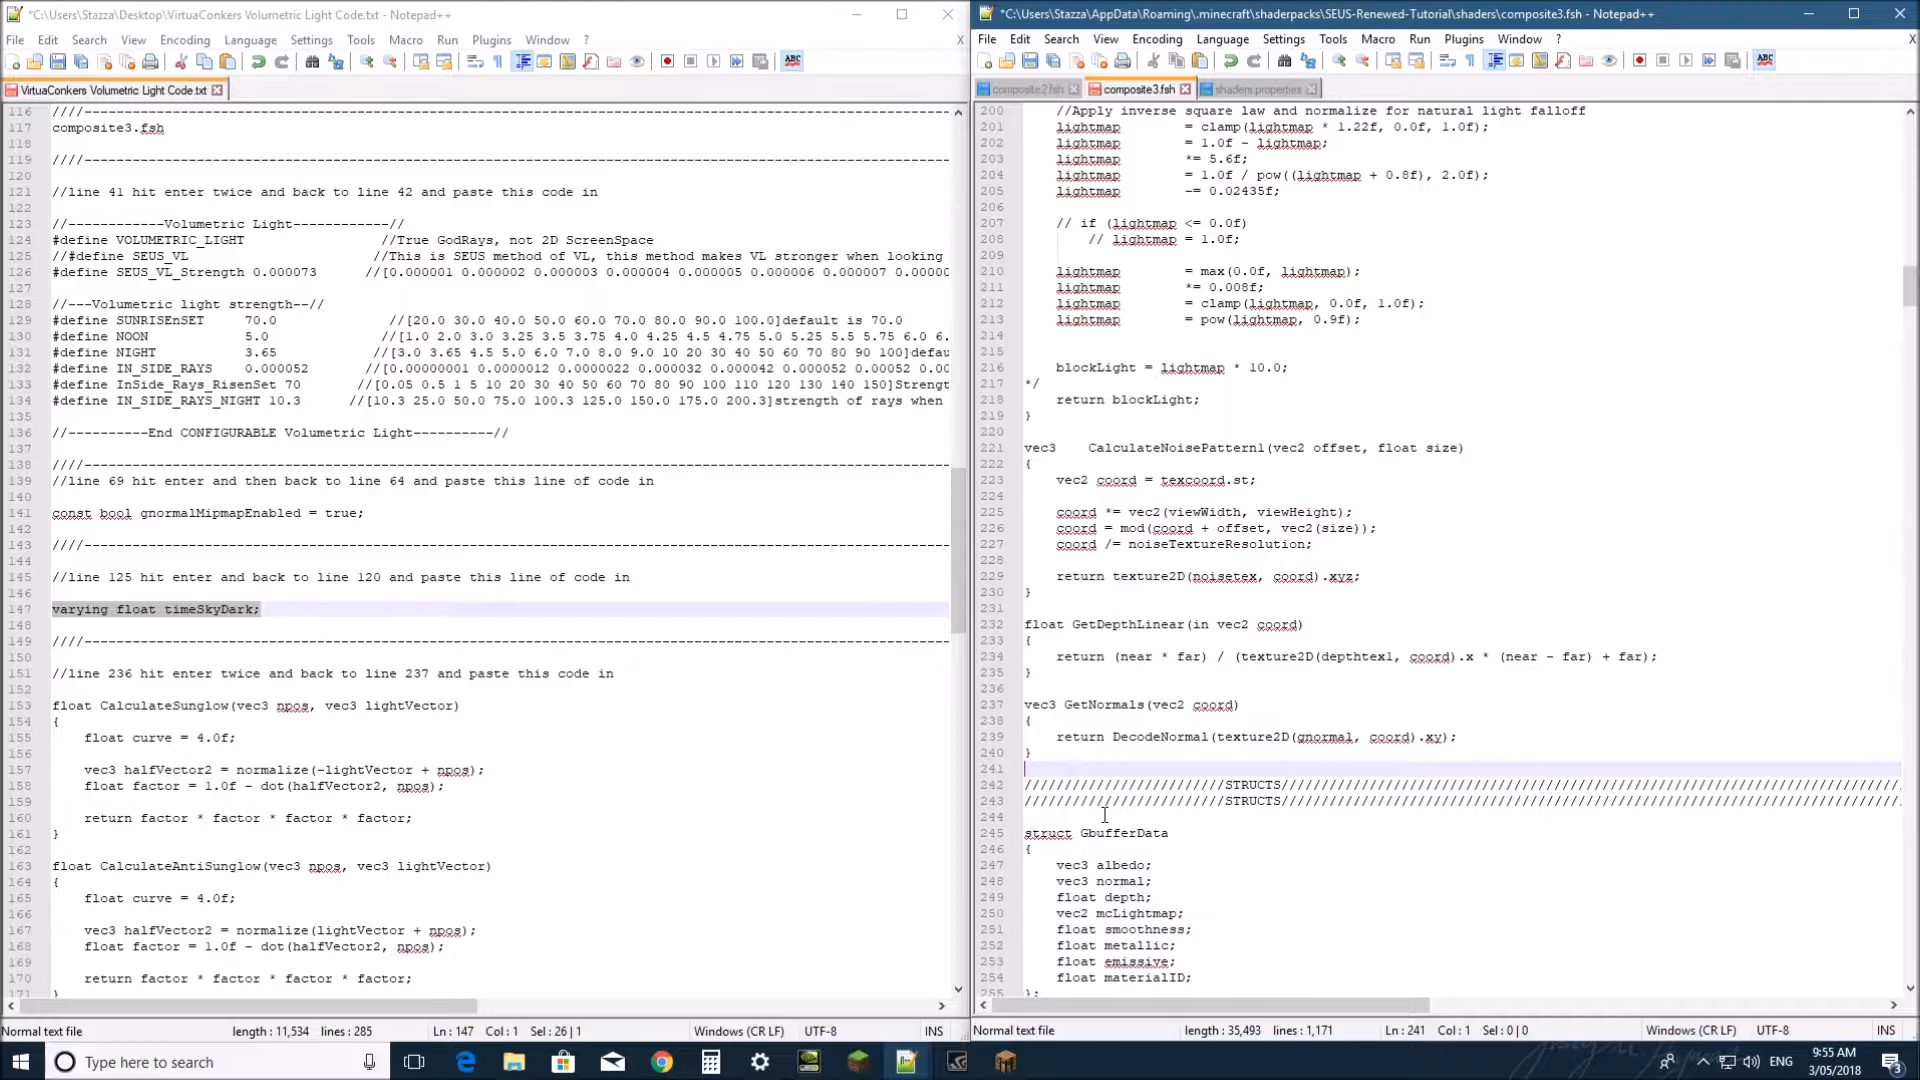 *C:\Users\Stazza\Desktop\VirtuaConkers Volumetric Light Code.txt - Notepad++
File Edit Search View Encoding Language Settings Tools Macro Run Plugins Window ? X
VirtuaConkers Volumetric Light Code.txt
116 ////--------------------------------------------------------------------------------------------------------------
117 composite3.fsh
118
119 ////--------------------------------------------------------------------------------------------------------------
120
121 //line 41 hit enter twice and back to line 42 and paste this code in
122
123 //------------Volumetric Light------------//
124 #define VOLUMETRIC_LIGHT //True GodRays, not 2D ScreenSpace
125 //#define SEUS_VL //This is SEUS method of VL, this method makes VL stronger when looking
126 #define SEUS_VL_Strength 0.000073 //[0.000001 0.000002 0.000003 0.000004 0.000005 0.000006 0.000007 0.0000
127
128 //---Volumetric light strength--//
129 #define SUNRISEnSET 70.0 //[20.0 30.0 40.0 50.0 60.0 70.0 80.0 90.0 100.0]default is 70.0
130 #define NOON 5.0 //[1.0 2.0 3.0 3.25 3.5 3.75 4.0 4.25 4.5 4.75 5.0 5.25 5.5 5.75 6.0 6.
131 #define NIGHT 3.65 //[3.0 3.65 4.5 5.0 6.0 7.0 8.0 9.0 10 20 30 40 50 60 70 80 90 100]defau
132 #define IN_SIDE_RAYS 0.000052 //[0.00000001 0.0000012 0.0000022 0.000032 0.000042 0.000052 0.00052 0.00
133 #define InSide_Rays_RisenSet 70 //[0.05 0.5 1 5 10 20 30 40 50 60 70 80 90 100 110 120 130 140 150]Strengt
134 #define IN_SIDE_RAYS_NIGHT 10.3 //[10.3 25.0 50.0 75.0 100.3 125.0 150.0 175.0 200.3]strength of rays when
135
136 //----------End CONFIGURABLE Volumetric Light----------//
137
138 ////--------------------------------------------------------------------------------------------------------------
139 //line 69 hit enter and then back to line 64 and paste this line of code in
140
141 const bool gnormalMipmapEnabled = true;
142
143 ////--------------------------------------------------------------------------------------------------------------
144
145 //line 125 hit enter and back to line 120 and paste this line of code in
146
147 varying float timeSkyDark;
148
149 ////--------------------------------------------------------------------------------------------------------------
150
151 //line 236 hit enter twice and back to line 237 and paste this code in
152
153 float CalculateSunglow(vec3 npos, vec3 lightVector)
154 {
155 float curve = 4.0f;
156
157 vec3 halfVector2 = normalize(-lightVector + npos);
158 float factor = 1.0f - dot(halfVector2, npos);
159
160 return factor * factor * factor * factor;
161 }
162
163 float CalculateAntiSunglow(vec3 npos, vec3 lightVector)
164 {
165 float curve = 4.0f;
166
167 vec3 halfVector2 = normalize(lightVector + npos);
168 float factor = 1.0f - dot(halfVector2, npos);
169
170 return factor * factor * factor * factor;
171 }
Normal text file length : 11,534 lines : 285 Ln : 147 Col : 1 Sel : 26 | 1 Windows (CR LF) UTF-8 INS
*C:\Users\Stazza\AppData\Roaming\.minecraft\shaderpacks\SEUS-Renewed-Tutorial\shaders\composite3.fsh - Notepad++
File Edit Search View Encoding Language Settings Tools Macro Run Plugins Window ? X
composite2.fsh composite3.fsh shaders.properties
200 //Apply inverse square law and normalize for natural light falloff
201 lightmap = clamp(lightmap * 1.22f, 0.0f, 1.0f);
202 lightmap = 1.0f - lightmap;
203 lightmap *= 5.6f;
204 lightmap = 1.0f / pow((lightmap + 0.8f), 2.0f);
205 lightmap -= 0.02435f;
206
207 // if (lightmap <= 0.0f)
208 // lightmap = 1.0f;
209
210 lightmap = max(0.0f, lightmap);
211 lightmap *= 0.008f;
212 lightmap = clamp(lightmap, 0.0f, 1.0f);
213 lightmap = pow(lightmap, 0.9f);
214
215
216 blockLight = lightmap * 10.0;
217 */
218 return blockLight;
219 }
220
221 vec3 CalculateNoisePattern1(vec2 offset, float size)
222 {
223 vec2 coord = texcoord.st;
224
225 coord *= vec2(viewWidth, viewHeight);
226 coord = mod(coord + offset, vec2(size));
227 coord /= noiseTextureResolution;
228
229 return texture2D(noisetex, coord).xyz;
230 }
231
232 float GetDepthLinear(in vec2 coord)
233 {
234 return (near * far) / (texture2D(depthtex1, coord).x * (near - far) + far);
235 }
236
237 vec3 GetNormals(vec2 coord)
238 {
239 return DecodeNormal(texture2D(gnormal, coord).xy);
240 }
241
242 /////////////////////////STRUCTS//////////////////////////////////////////////////////////////////////////////
243 /////////////////////////STRUCTS//////////////////////////////////////////////////////////////////////////////
244
245 struct GbufferData
246 {
247 vec3 albedo;
248 vec3 normal;
249 float depth;
250 vec2 mcLightmap;
251 float smoothness;
252 float metallic;
253 float emissive;
254 float materialID;
255 };
Normal text file length : 35,493 lines : 1,171 Ln : 241 Col : 1 Sel : 0 | 0 Windows (CR LF) UTF-8 INS
Type here to search
ENG
9:55 AM
3/05/2018
3